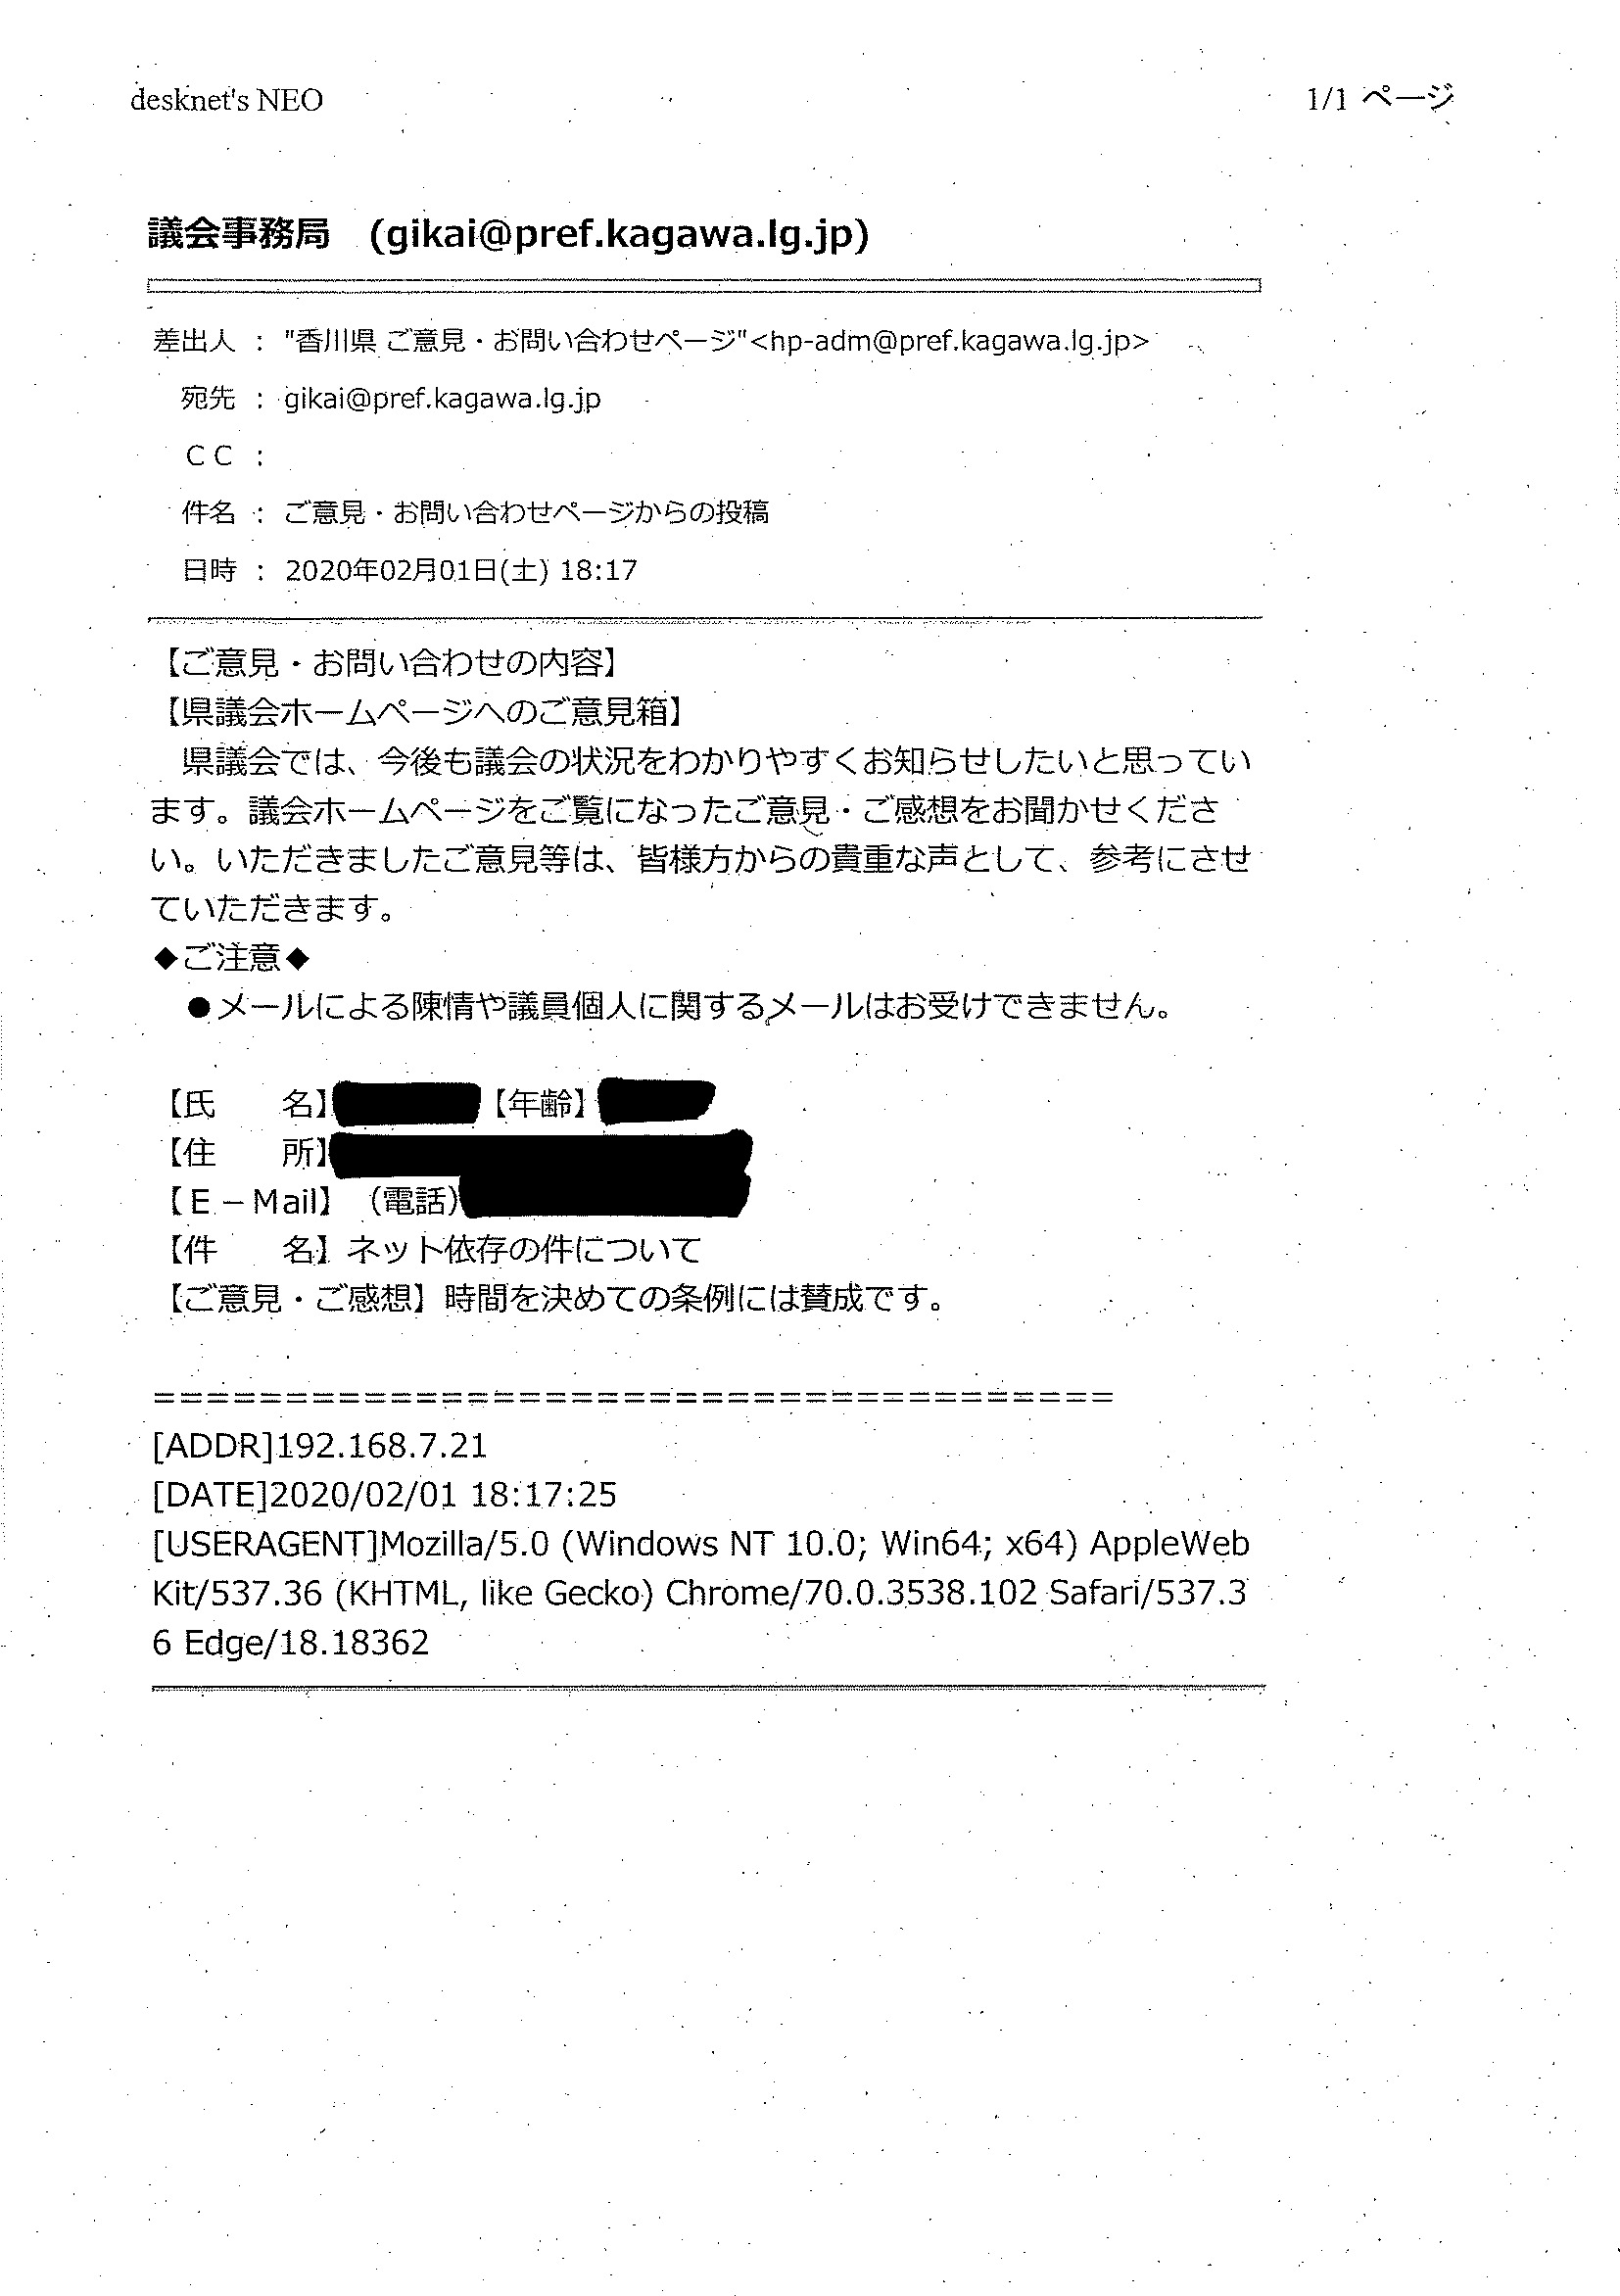 desknet's NEO
1/1 ページ
議会事務局　(gikai@pref.kagawa.lg.jp)
差出人 ： "香川県 ご意見・お問い合わせページ"<hp-adm@pref.kagawa.lg.jp>
宛先 ： gikai@pref.kagawa.lg.jp
ＣＣ ：
件名 ： ご意見・お問い合わせページからの投稿
日時 ： 2020年02月01日(土) 18:17
【ご意見・お問い合わせの内容】
【県議会ホームページへのご意見箱】
　県議会では、今後も議会の状況をわかりやすくお知らせしたいと思ってい
ます。議会ホームページをご覧になったご意見・ご感想をお聞かせくださ
い。いただきましたご意見等は、皆様方からの貴重な声として、参考にさせ
ていただきます。
◆ご注意◆
　●メールによる陳情や議員個人に関するメールはお受けできません。
【氏　　名】 【年齢】
【住　　所】
【Ｅ－Mail】（電話）
【件　　名】ネット依存の件について
【ご意見・ご感想】時間を決めての条例には賛成です。
=====================================
[ADDR]192.168.7.21
[DATE]2020/02/01 18:17:25
[USERAGENT]Mozilla/5.0 (Windows NT 10.0; Win64; x64) AppleWeb
Kit/537.36 (KHTML, like Gecko) Chrome/70.0.3538.102 Safari/537.3
6 Edge/18.18362